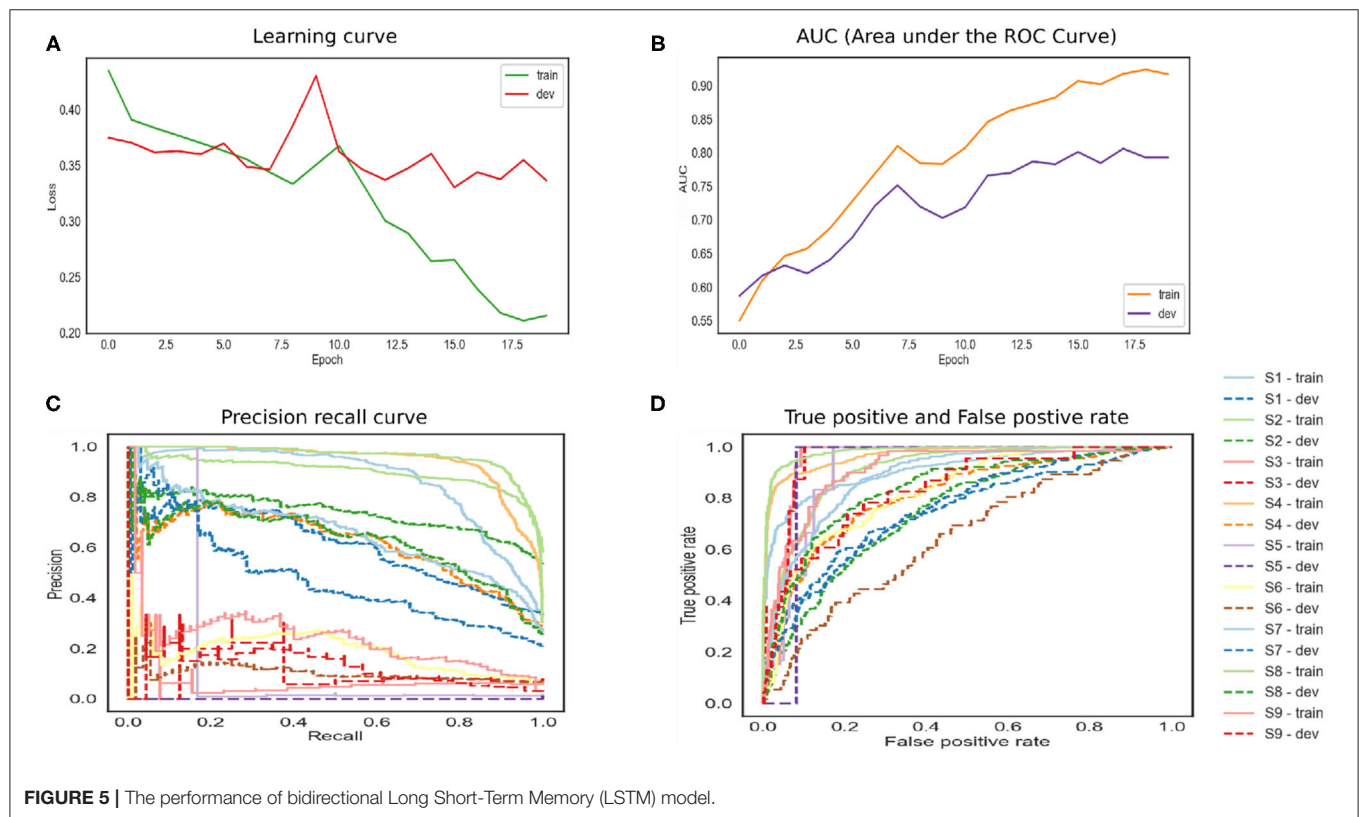 A
Learning curve
train
dev
0.40
0.35
0.30
0.25
0.20
Loss
0.0 2.5 5.0 7.5 10.0 12.5 15.0 17.5
Epoch
B
AUC (Area under the ROC Curve)
0.90
0.85
0.80
0.75
0.70
0.65
0.60
0.55
AUC
train
dev
0.0 2.5 5.0 7.5 10.0 12.5 15.0 17.5
Epoch
C
Precision recall curve
1.0
0.8
0.6
0.4
0.2
0.0
Precision
0.0 0.2 0.4 0.6 0.8 1.0
Recall
D
True positive and False postive rate
1.0
0.8
0.6
0.4
0.2
0.0
True positive rate
0.0 0.2 0.4 0.6 0.8 1.0
False positive rate
S1 - train
S1 - dev
S2 - train
S2 - dev
S3 - train
S3 - dev
S4 - train
S4 - dev
S5 - train
S5 - dev
S6 - train
S6 - dev
S7 - train
S7 - dev
S8 - train
S8 - dev
S9 - train
S9 - dev
FIGURE 5 | The performance of bidirectional Long Short-Term Memory (LSTM) model.